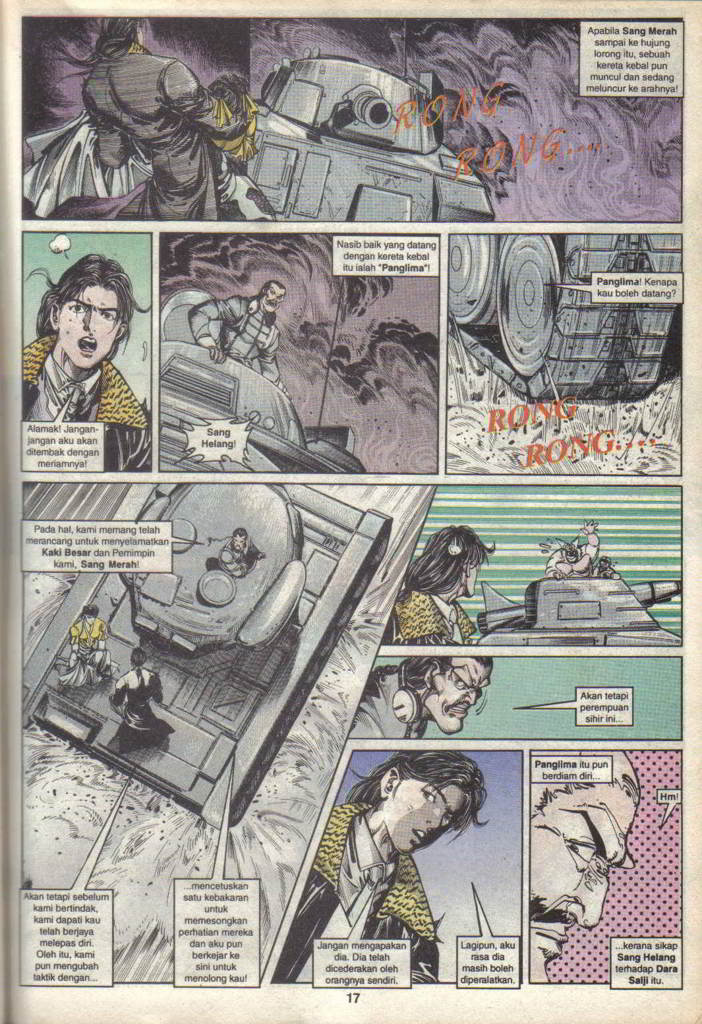 Apabila Sang Merah
sampai ke hujung
lorong itu, sebuah
kereta kebal pun
muncul dan sedang
meluncur ke arahnya!
RONG
RONG....
Alamak! Jangan-
jangan aku akan
ditembak dengan
meriamnya!
Nasib baik yang datang
dengan kereta kebal
itu ialah "Panglima"!
Sang
Helang!
Panglima! Kenapa
kau boleh datang?
RONG
RONG....
Pada hal, kami memang telah
merancang untuk menyelamatkan
Kaki Besar dan Pemimpin
kami, Sang Merah!
Akan tetapi sebelum
kami bertindak,
kami dapati kau
telah berjaya
melepas diri.
Oleh itu, kami
pun mengubah
taktik dengan...
...mencetuskan
satu kebakaran
untuk
memesongkan
perhatian mereka
dan aku pun
berkejar ke
sini untuk
menolong kau!
Akan tetapi
perempuan
sihir ini...
Jangan mengapakan
dia. Dia telah
dicederakan oleh
orangnya sendiri.
Lagipun, aku
rasa dia
masih boleh
diperalatkan.
Panglima itu pun
berdiam diri...
Hm!
...kerana sikap
Sang Helang
terhadap Dara
Salji itu.
17